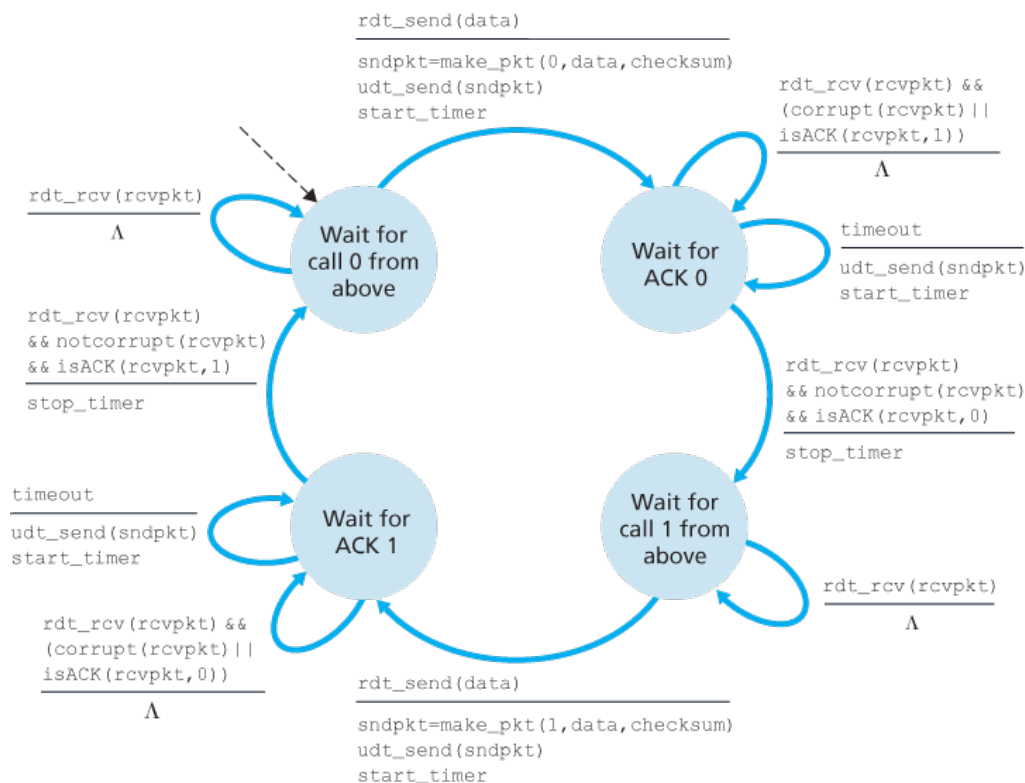 rdt_send(data)
sndpkt=make_pkt(0,data,checksum)
udt_send(sndpkt)
start_timer
rdt_rcv(rcvpkt) &&
(corrupt(rcvpkt)||
isACK(rcvpkt,1))
Λ
rdt_rcv(rcvpkt)
Λ
Wait for
call 0 from
above
Wait for
ACK 0
timeout
udt_send(sndpkt)
start_timer
rdt_rcv(rcvpkt)
&& notcorrupt(rcvpkt)
&& isACK(rcvpkt,1)
stop_timer
rdt_rcv(rcvpkt)
&& notcorrupt(rcvpkt)
&& isACK(rcvpkt,0)
stop_timer
timeout
udt_send(sndpkt)
start_timer
Wait for
ACK 1
Wait for
call 1 from
above
rdt_rcv(rcvpkt)
Λ
rdt_rcv(rcvpkt) &&
(corrupt(rcvpkt)||
isACK(rcvpkt,0))
Λ
rdt_send(data)
sndpkt=make_pkt(1,data,checksum)
udt_send(sndpkt)
start_timer